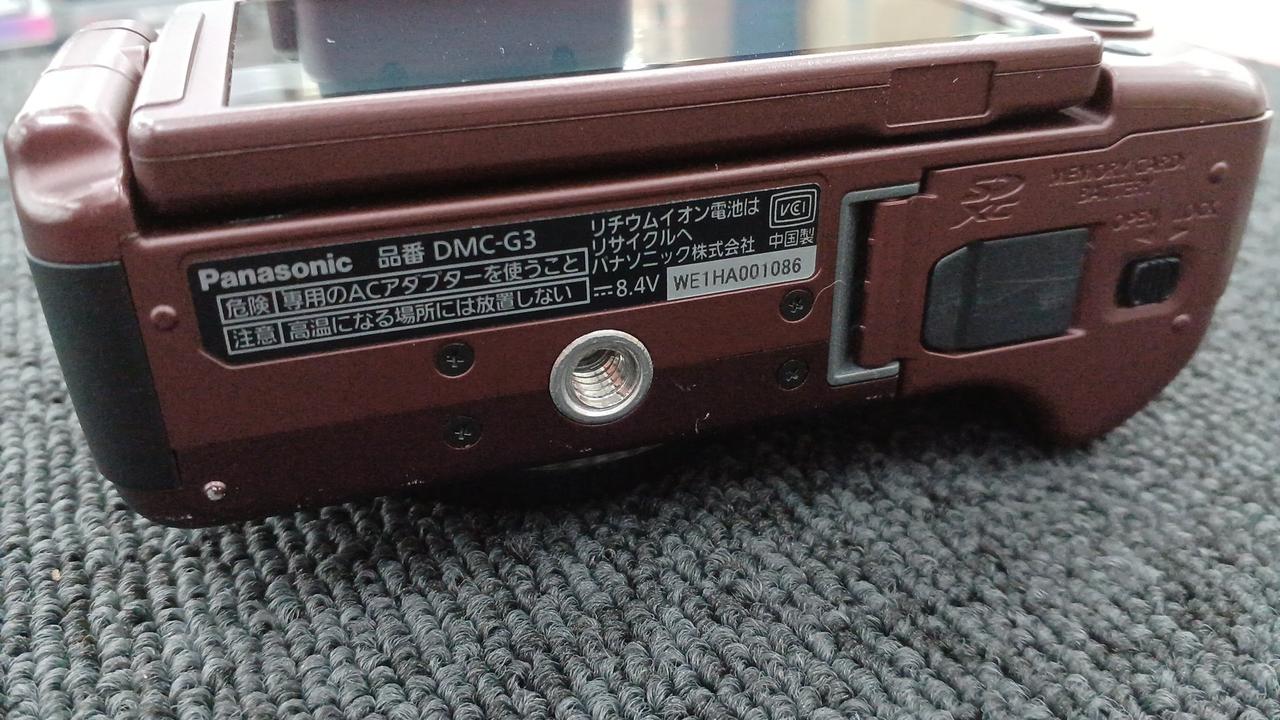 Panasonic 品番 DMC-G3
危険 専用のACアダプターを使うこと
注意 高温になる場所には放置しない
リチウムイオン電池は
リサイクルへ
パナソニック株式会社 中国製
⎓8.4V WE1HA001086
VCI
SD
XC
MEMORY CARD/
BATTERY
OPEN LOCK